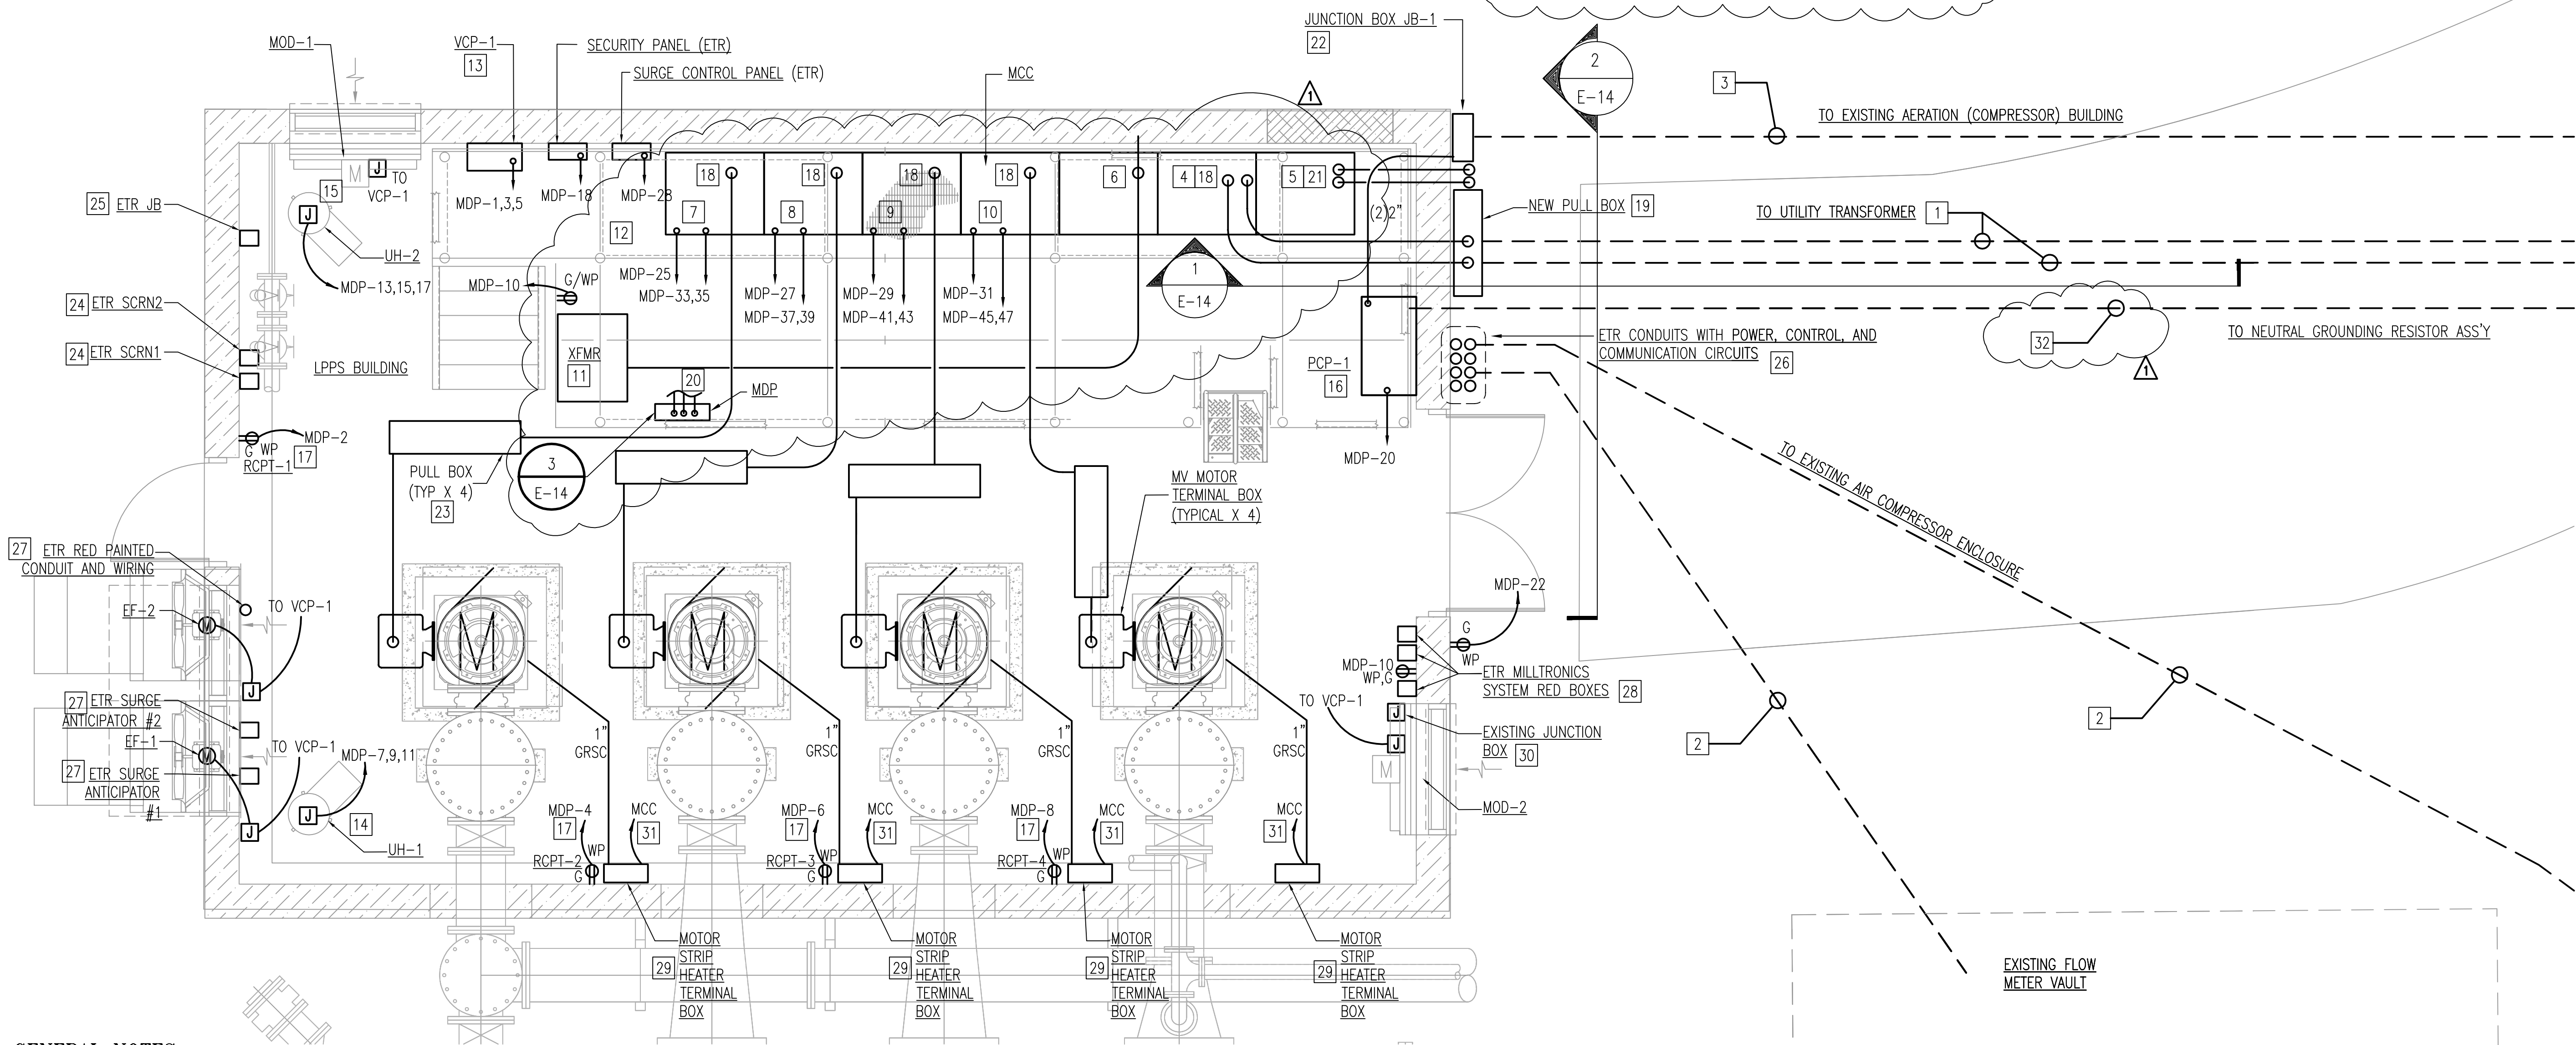 JUNCTION BOX JB-1
22
MOD-1
VCP-1
13
SECURITY PANEL (ETR)
SURGE CONTROL PANEL (ETR)
MCC
1
2
E-14
3
TO EXISTING AERATION (COMPRESSOR) BUILDING
M
J
TO
VCP-1
15
J
MDP-1,3,5
MDP-18
MDP-28
18
18
18
18
6
4
18
5
21
25
ETR JB
7
8
9
10
12
(2)2"
NEW PULL BOX
19
TO UTILITY TRANSFORMER
1
UH-2
MDP-13,15,17
MDP-10
G/WP
MDP-25
MDP-33,35
MDP-27
MDP-37,39
MDP-29
MDP-41,43
MDP-31
MDP-45,47
1
E-14
24
ETR SCRN2
24
ETR SCRN1
LPPS BUILDING
XFMR
11
20
MDP
PCP-1
16
ETR CONDUITS WITH POWER, CONTROL, AND
COMMUNICATION CIRCUITS
26
32
TO NEUTRAL GROUNDING RESISTOR ASS'Y
1
MDP-2
G WP
RCPT-1
17
PULL BOX
(TYP X 4)
23
3
E-14
MV MOTOR
TERMINAL BOX
(TYPICAL X 4)
MDP-20
TO EXISTING AIR COMPRESSOR ENCLOSURE
27
ETR RED PAINTED
CONDUIT AND WIRING
EF-2
M
TO VCP-1
J
M
M
M
M
MDP-22
G
WP
MDP-10
WP,G
ETR MILLTRONICS
SYSTEM RED BOXES
28
2
2
27
ETR SURGE
ANTICIPATOR #2
EF-1
M
TO VCP-1
MDP-7,9,11
27
ETR SURGE
ANTICIPATOR
#1
J
J
14
UH-1
1"
GRSC
1"
GRSC
1"
GRSC
1"
GRSC
TO VCP-1
J
J
M
EXISTING JUNCTION
BOX
30
MOD-2
MDP-4
17
WP
RCPT-2
G
MCC
31
MDP-6
17
WP
RCPT-3
G
MCC
31
MDP-8
17
WP
RCPT-4
G
MCC
31
MCC
31
29
MOTOR
STRIP
HEATER
TERMINAL
BOX
29
MOTOR
STRIP
HEATER
TERMINAL
BOX
29
MOTOR
STRIP
HEATER
TERMINAL
BOX
29
MOTOR
STRIP
HEATER
TERMINAL
BOX
EXISTING FLOW
METER VAULT
GENERAL NOTES